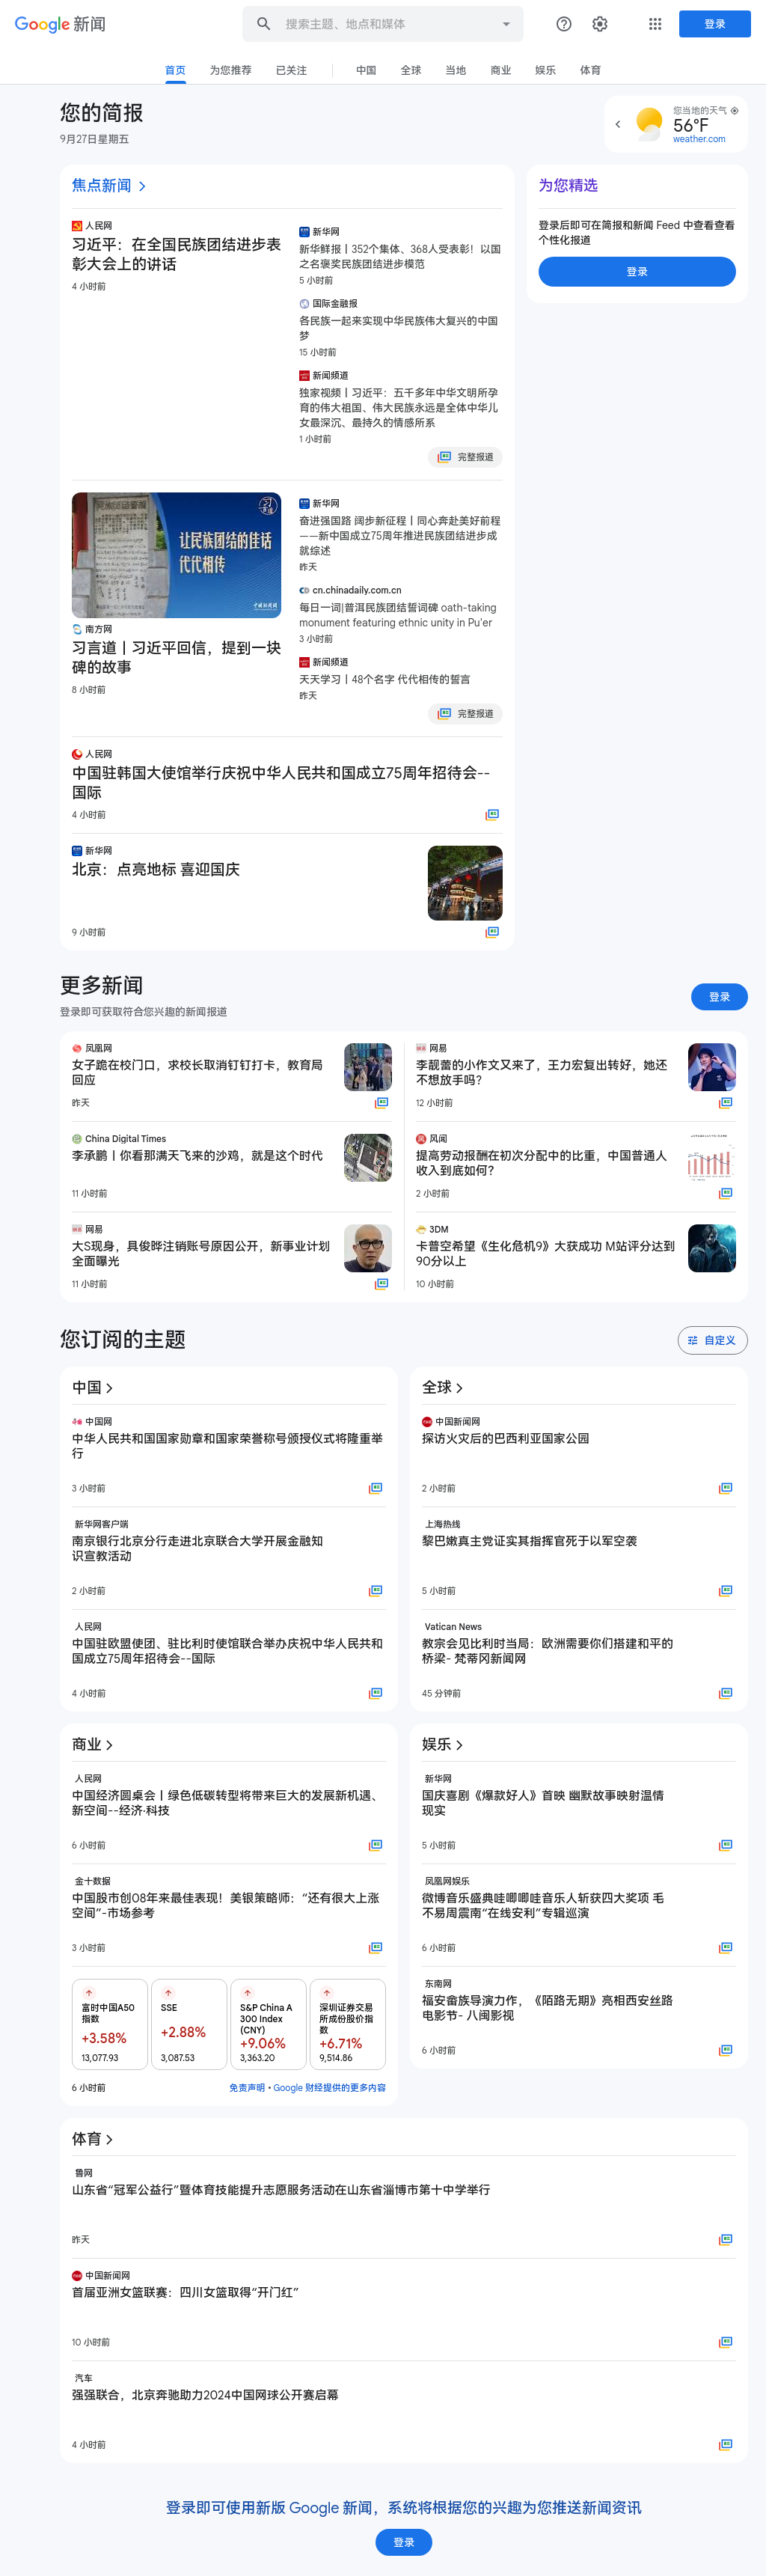 Google 新闻
搜索主题、地点和媒体
登录
首页
为您推荐
已关注
中国
全球
当地
商业
娱乐
体育
您的简报
9月27日星期五
您当地的天气
56°F
weather.com
焦点新闻
人民网
习近平：在全国民族团结进步表
彰大会上的讲话
4 小时前
新华网
新华鲜报丨352个集体、368人受表彰！以国
之名褒奖民族团结进步模范
5 小时前
国际金融报
各民族一起来实现中华民族伟大复兴的中国
梦
15 小时前
新闻频道
独家视频丨习近平：五千多年中华文明所孕
育的伟大祖国、伟大民族永远是全体中华儿
女最深沉、最持久的情感所系
1 小时前
完整报道
为您精选
登录后即可在简报和新闻 Feed 中查看查看
个性化报道
登录
让民族团结的佳话
代代相传
南方网
习言道丨习近平回信，提到一块
碑的故事
8 小时前
新华网
奋进强国路 阔步新征程丨同心奔赴美好前程
——新中国成立75周年推进民族团结进步成
就综述
昨天
cn.chinadaily.com.cn
每日一词|普洱民族团结誓词碑 oath-taking
monument featuring ethnic unity in Pu'er
3 小时前
新闻频道
天天学习丨48个名字 代代相传的誓言
昨天
完整报道
人民网
中国驻韩国大使馆举行庆祝中华人民共和国成立75周年招待会--
国际
4 小时前
新华网
北京：点亮地标 喜迎国庆
9 小时前
更多新闻
登录即可获取符合您兴趣的新闻报道
登录
凤凰网
女子跪在校门口，求校长取消钉钉打卡，教育局
回应
昨天
网易
李靓蕾的小作文又来了，王力宏复出转好，她还
不想放手吗？
12 小时前
China Digital Times
李承鹏丨你看那满天飞来的沙鸡，就是这个时代
11 小时前
风闻
提高劳动报酬在初次分配中的比重，中国普通人
收入到底如何？
2 小时前
网易
大S现身，具俊晔注销账号原因公开，新事业计划
全面曝光
11 小时前
3DM
卡普空希望《生化危机9》大获成功 M站评分达到
90分以上
10 小时前
您订阅的主题
自定义
中国
中国网
中华人民共和国国家勋章和国家荣誉称号颁授仪式将隆重举
行
3 小时前
新华网客户端
南京银行北京分行走进北京联合大学开展金融知
识宣教活动
2 小时前
人民网
中国驻欧盟使团、驻比利时使馆联合举办庆祝中华人民共和
国成立75周年招待会--国际
4 小时前
全球
中国新闻网
探访火灾后的巴西利亚国家公园
2 小时前
上海热线
黎巴嫩真主党证实其指挥官死于以军空袭
5 小时前
Vatican News
教宗会见比利时当局：欧洲需要你们搭建和平的
桥梁- 梵蒂冈新闻网
45 分钟前
商业
人民网
中国经济圆桌会丨绿色低碳转型将带来巨大的发展新机遇、
新空间--经济·科技
6 小时前
金十数据
中国股市创08年来最佳表现！美银策略师：“还有很大上涨
空间”-市场参考
3 小时前
富时中国A50
指数
+3.58%
13,077.93
SSE
+2.88%
3,087.53
S&P China A
300 Index
(CNY)
+9.06%
3,363.20
深圳证券交易
所成份股价指
数
+6.71%
9,514.86
6 小时前
免责声明 • Google 财经提供的更多内容
娱乐
新华网
国庆喜剧《爆款好人》首映 幽默故事映射温情
现实
5 小时前
凤凰网娱乐
微博音乐盛典哇唧唧哇音乐人斩获四大奖项 毛
不易周震南“在线安利”专辑巡演
6 小时前
东南网
福安畲族导演力作，《陌路无期》亮相西安丝路
电影节- 八闽影视
6 小时前
体育
鲁网
山东省“冠军公益行”暨体育技能提升志愿服务活动在山东省淄博市第十中学举行
昨天
中国新闻网
首届亚洲女篮联赛：四川女篮取得“开门红”
10 小时前
汽车
强强联合，北京奔驰助力2024中国网球公开赛启幕
4 小时前
登录即可使用新版 Google 新闻，系统将根据您的兴趣为您推送新闻资讯
登录